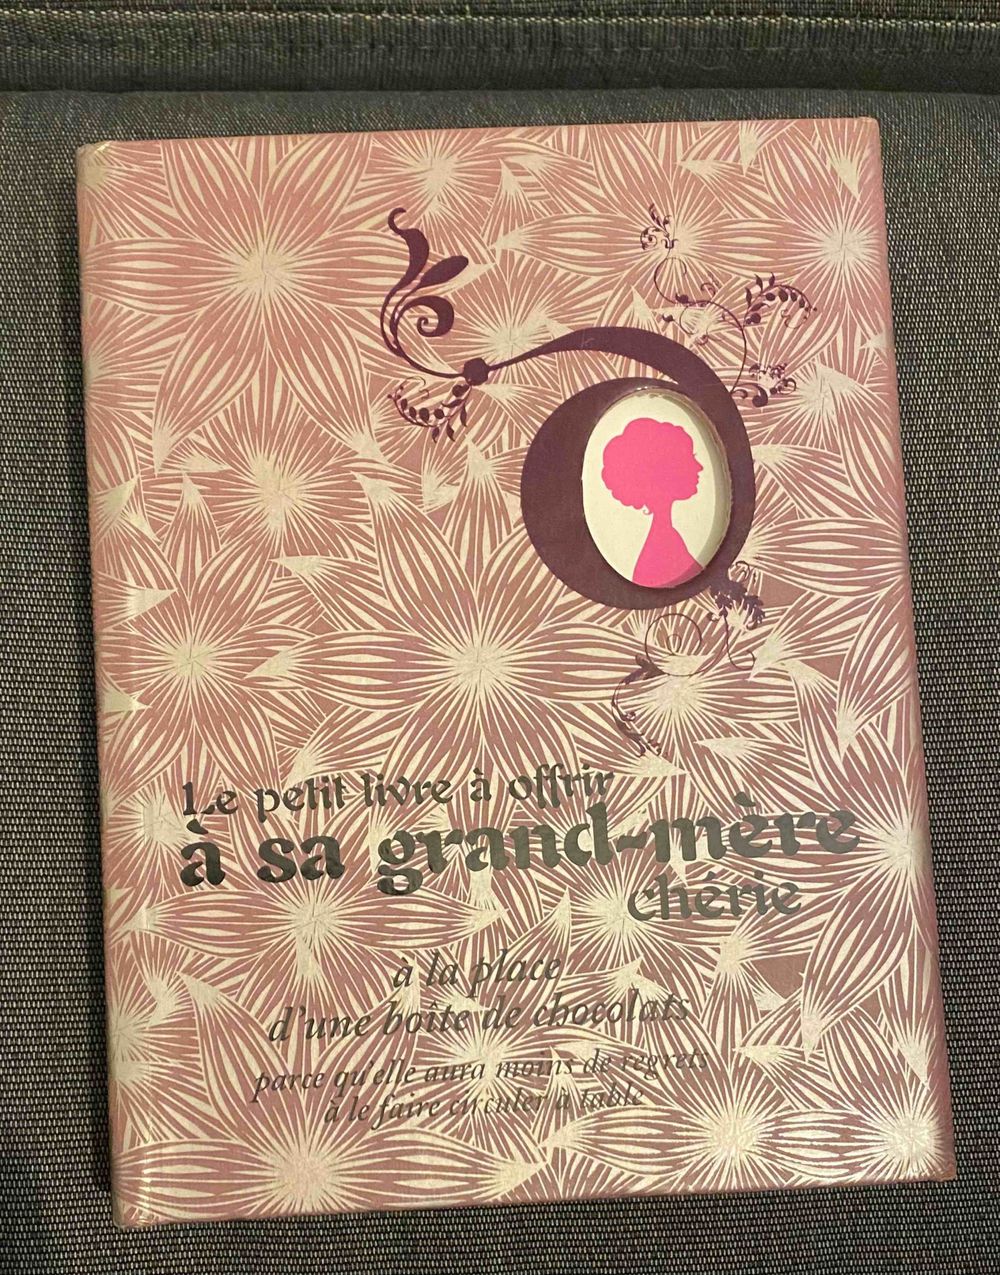 Le petit livre à offrir
à sa grand-mère
chérie
à la place
d'une boîte de chocolats
parce qu'elle aura moins de regrets
à le faire circuler à table